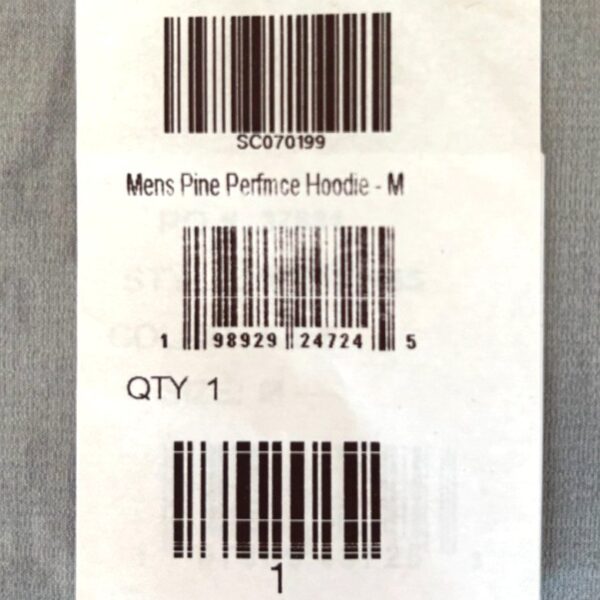 SC070199
Mens Pine Perfmce Hoodie - M
1 98929 24724 5
QTY 1
1